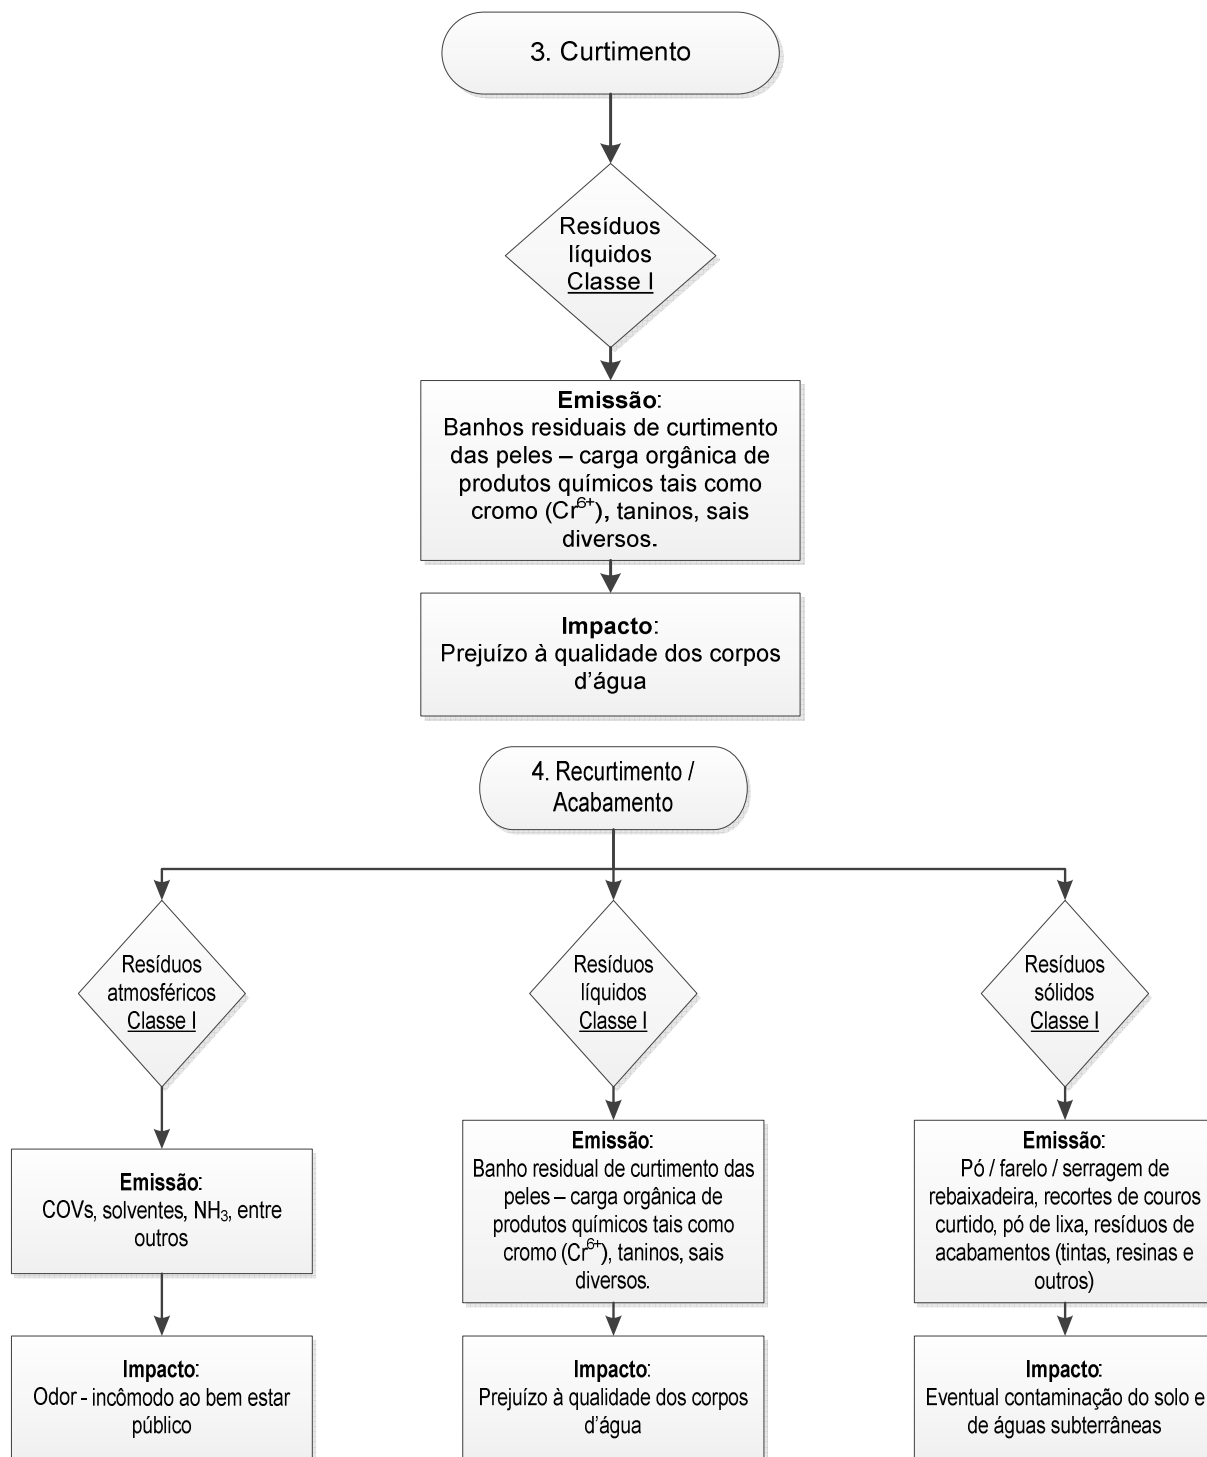 3. Curtimento
Resíduos
líquidos
Classe I
Emissão:
Banhos residuais de curtimento
das peles – carga orgânica de
produtos químicos tais como
cromo (Cr⁶⁺), taninos, sais
diversos.
Impacto:
Prejuízo à qualidade dos corpos
d’água
4. Recurtimento /
Acabamento
Resíduos
atmosféricos
Classe I
Emissão:
COVs, solventes, NH₃, entre
outros
Impacto:
Odor - incômodo ao bem estar
público
Resíduos
líquidos
Classe I
Emissão:
Banho residual de curtimento das
peles – carga orgânica de
produtos químicos tais como
cromo (Cr⁶⁺), taninos, sais
diversos.
Impacto:
Prejuízo à qualidade dos corpos
d’água
Resíduos
sólidos
Classe I
Emissão:
Pó / farelo / serragem de
rebaixadeira, recortes de couros
curtido, pó de lixa, resíduos de
acabamentos (tintas, resinas e
outros)
Impacto:
Eventual contaminação do solo e
de águas subterrâneas